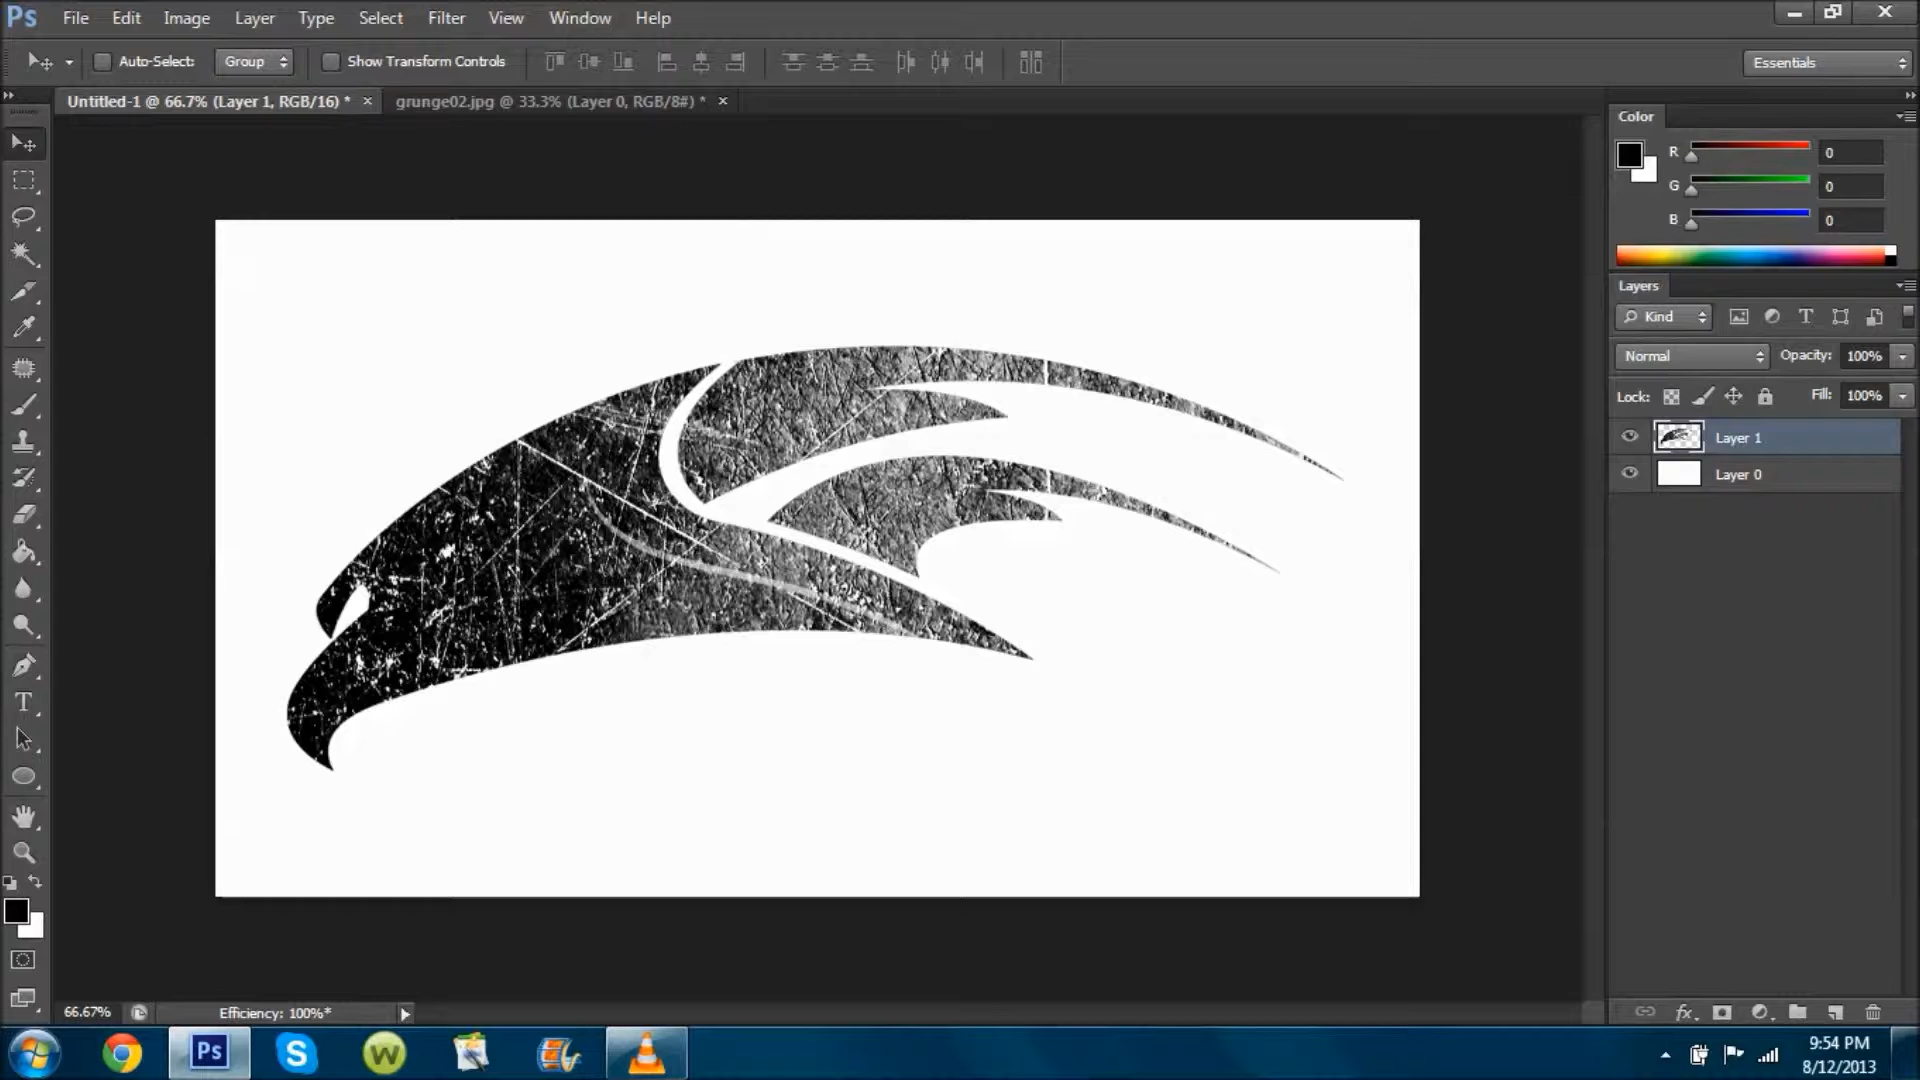 Ps File Edit Image Layer Type Select Filter View Window Help
Auto-Select: Group Show Transform Controls Essentials
Untitled-1 @ 66.7% (Layer 1, RGB/16) * × grunge02.jpg @ 33.3% (Layer 0, RGB/8#) * ×
Color
R 0
G 0
B 0
Layers
Kind
Normal Opacity: 100%
Lock: Fill: 100%
Layer 1
Layer 0
66.67% Efficiency: 100%*
Ps S W
9:54 PM
8/12/2013